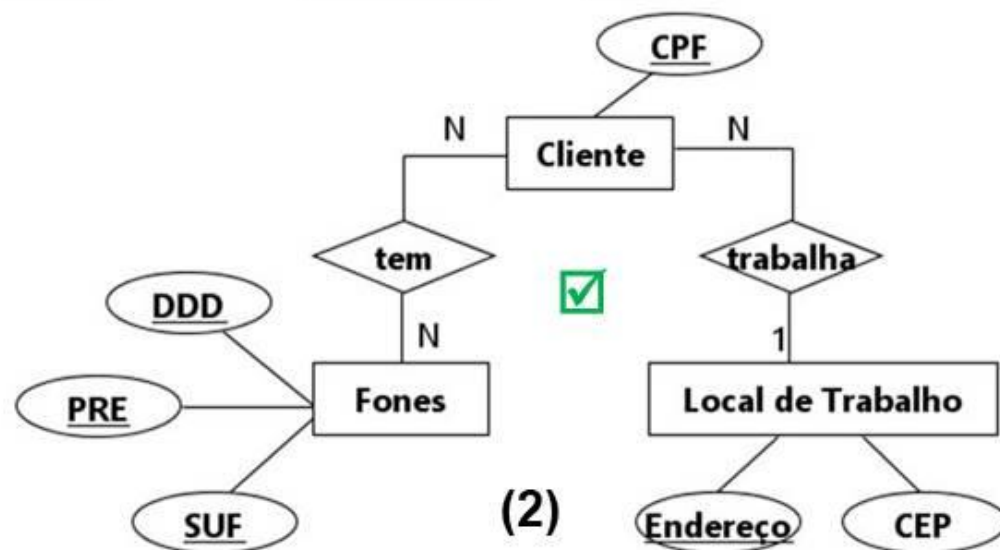 CPF
N
Cliente
N
tem
trabalha
DDD
N
1
PRE
Fones
Local de Trabalho
SUF
(2)
Endereço
CEP